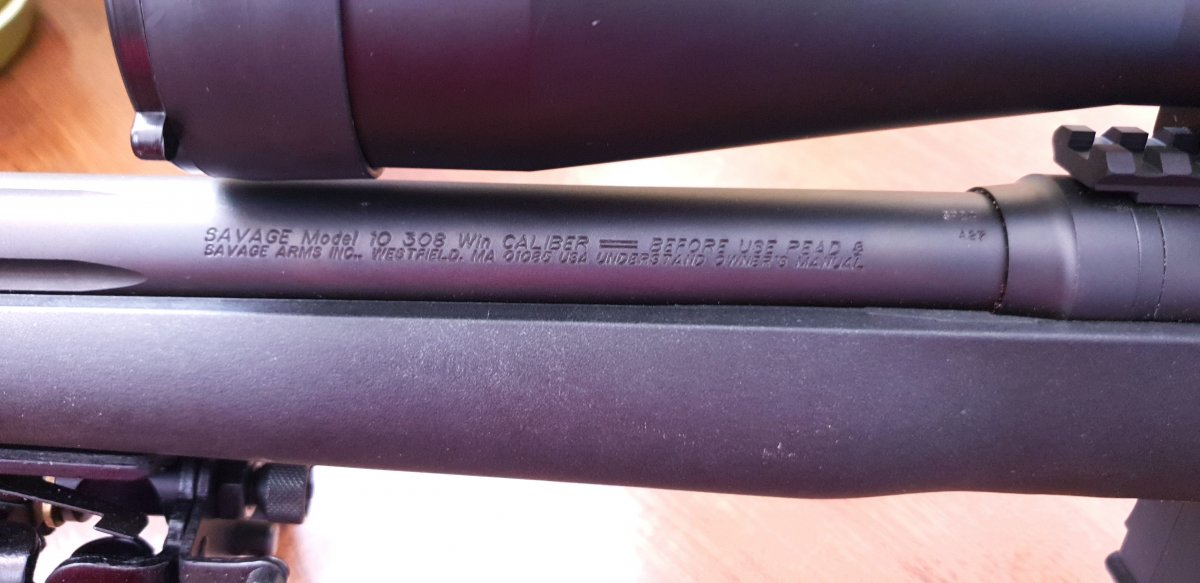 SAVAGE Model 10 308 Win CALIBER == BEFORE USE READ &
SAVAGE ARMS INC., WESTFIELD, MA 01085 USA UNDERSTAND OWNER'S MANUAL